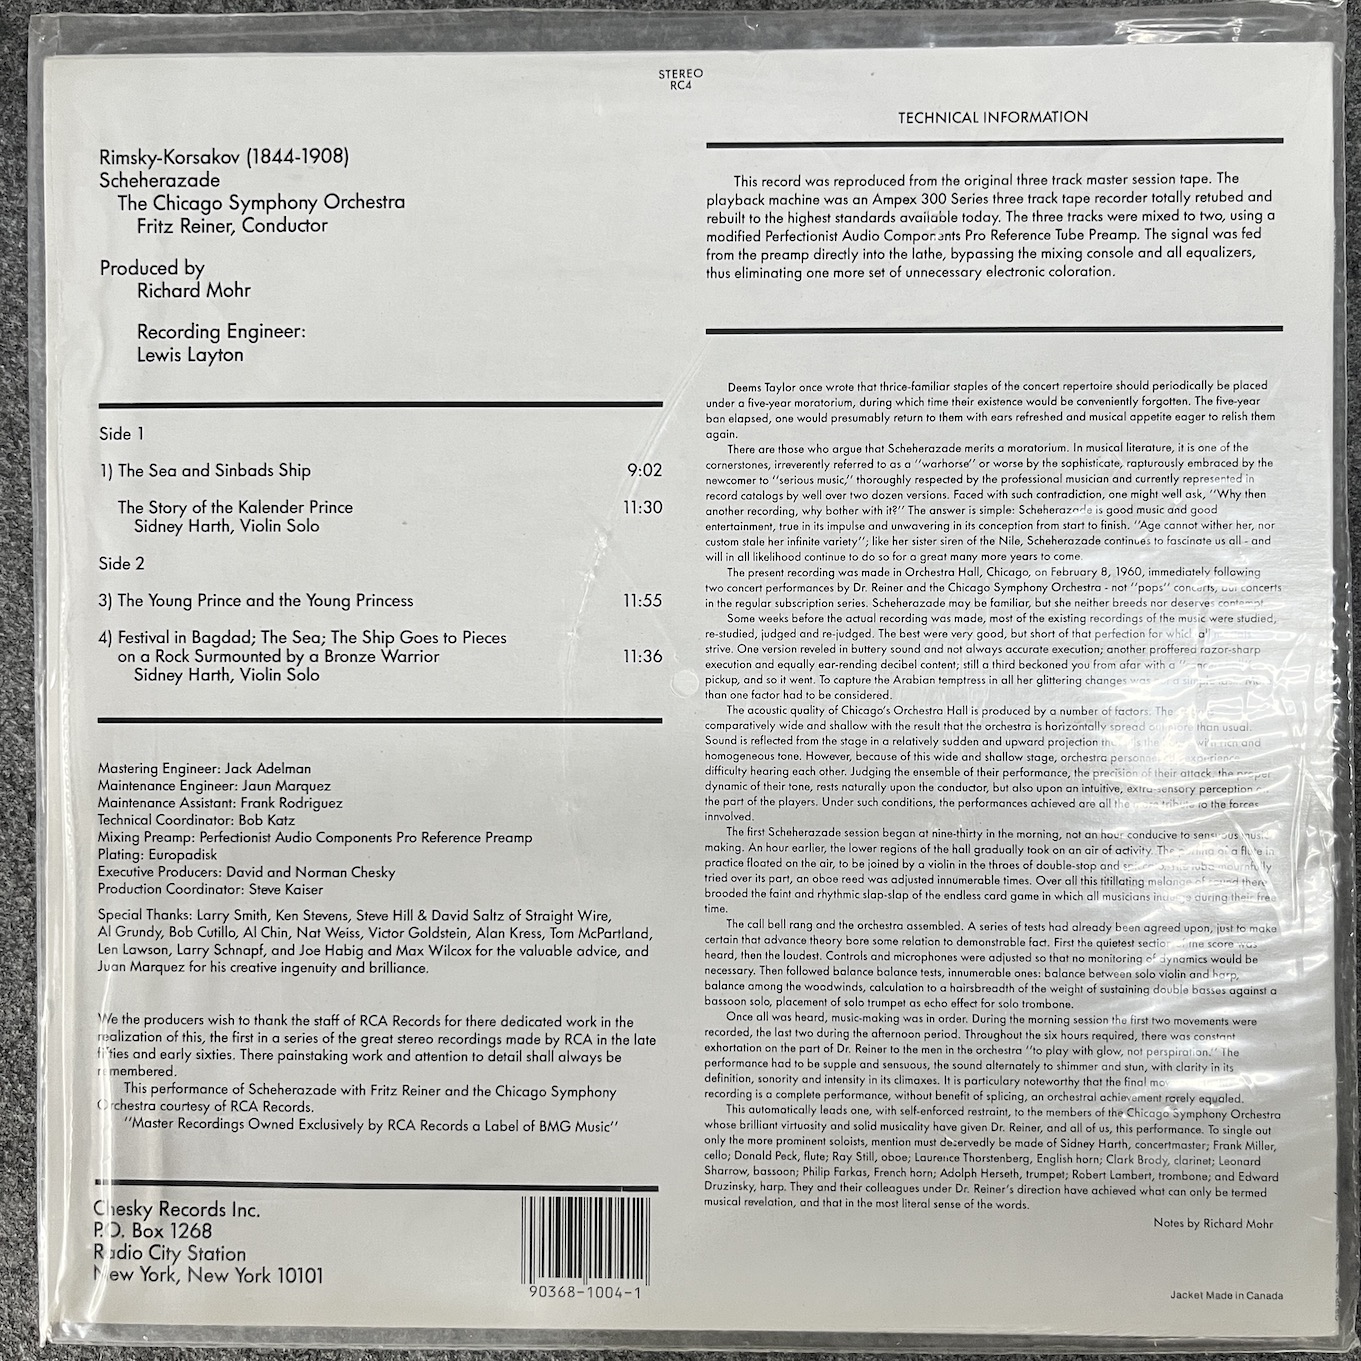 STEREO
RC4
Rimsky-Korsakov (1844-1908)
Scheherazade
The Chicago Symphony Orchestra
Fritz Reiner, Conductor
Produced by
Richard Mohr
Recording Engineer:
Lewis Layton
Side 1
1) The Sea and Sinbads Ship 9:02
The Story of the Kalender Prince 11:30
Sidney Harth, Violin Solo
Side 2
3) The Young Prince and the Young Princess 11:55
4) Festival in Bagdad; The Sea; The Ship Goes to Pieces
on a Rock Surmounted by a Bronze Warrior 11:36
Sidney Harth, Violin Solo
Mastering Engineer: Jack Adelman
Maintenance Engineer: Jaun Marquez
Maintenance Assistant: Frank Rodriguez
Technical Coordinator: Bob Katz
Mixing Preamp: Perfectionist Audio Components Pro Reference Preamp
Plating: Europadisk
Executive Producers: David and Norman Chesky
Production Coordinator: Steve Kaiser
Special Thanks: Larry Smith, Ken Stevens, Steve Hill & David Saltz of Straight Wire,
Al Grundy, Bob Cutillo, Al Chin, Nat Weiss, Victor Goldstein, Alan Kress, Tom McPartland,
Len Lawson, Larry Schnapf, and Joe Habig and Max Wilcox for the valuable advice, and
Juan Marquez for his creative ingenuity and brilliance.
We the producers wish to thank the staff of RCA Records for there dedicated work in the
realization of this, the first in a series of the great stereo recordings made by RCA in the late
fifties and early sixties. There painstaking work and attention to detail shall always be
remembered.
This performance of Scheherazade with Fritz Reiner and the Chicago Symphony
Orchestra courtesy of RCA Records.
"Master Recordings Owned Exclusively by RCA Records a Label of BMG Music"
Chesky Records Inc.
P.O. Box 1268
Radio City Station
New York, New York 10101
90368-1004-1
TECHNICAL INFORMATION
This record was reproduced from the original three track master session tape. The
playback machine was an Ampex 300 Series three track tape recorder totally retubed and
rebuilt to the highest standards available today. The three tracks were mixed to two, using a
modified Perfectionist Audio Components Pro Reference Tube Preamp. The signal was fed
from the preamp directly into the lathe, bypassing the mixing console and all equalizers,
thus eliminating one more set of unnecessary electronic coloration.
Deems Taylor once wrote that thrice-familiar staples of the concert repertoire should periodically be placed
under a five-year moratorium, during which time their existence would be conveniently forgotten. The five-year
ban elapsed, one would presumably return to them with ears refreshed and musical appetite eager to relish them
again.
There are those who argue that Scheherazade merits a moratorium. In musical literature, it is one of the
cornerstones, irreverently referred to as a "warhorse" or worse by the sophisticate, rapturously embraced by the
newcomer to "serious music," thoroughly respected by the professional musician and currently represented in
record catalogs by well over two dozen versions. Faced with such contradiction, one might well ask, "Why then
another recording, why bother with it?" The answer is simple: Scheherazade is good music and good
entertainment, true in its impulse and unwavering in its conception from start to finish. "Age cannot wither her, nor
custom stale her infinite variety"; like her sister siren of the Nile, Scheherazade continues to fascinate us all - and
will in all likelihood continue to do so for a great many more years to come.
The present recording was made in Orchestra Hall, Chicago, on February 8, 1960, immediately following
two concert performances by Dr. Reiner and the Chicago Symphony Orchestra - not "pops" concerts, but concerts
in the regular subscription series. Scheherazade may be familiar, but she neither breeds nor deserves contempt.
Some weeks before the actual recording was made, most of the existing recordings of the music were studied,
re-studied, judged and re-judged. The best were very good, but short of that perfection for which all
strive. One version reveled in buttery sound and not always accurate execution; another proffered razor-sharp
execution and equally ear-rending decibel content; still a third beckoned you from afar with a
pickup, and so it went. To capture the Arabian temptress in all her glittering changes was
than one factor had to be considered.
The acoustic quality of Chicago's Orchestra Hall is produced by a number of factors. The
comparatively wide and shallow with the result that the orchestra is horizontally spread out more than usual.
Sound is reflected from the stage in a relatively sudden and upward projection and
homogeneous tone. However, because of this wide and shallow stage, orchestra personnel experience
difficulty hearing each other. Judging the ensemble of their performance, the precision of their attack, the proper
dynamic of their tone, rests naturally upon the conductor, but also upon an intuitive, extra-sensory perception on
the part of the players. Under such conditions, the performances achieved are all the more tribute to the forces
innvolved.
The first Scheherazade session began at nine-thirty in the morning, not an hour conducive to sensuous music
making. An hour earlier, the lower regions of the hall gradually took on an air of activity. The of a flute in
practice floated on the air, to be joined by a violin in the throes of double-stop and mournfully
tried over its part, an oboe reed was adjusted innumerable times. Over all this titillating melange of sound there
brooded the faint and rhythmic slap-slap of the endless card game in which all musicians indulge during their free
time.
The call bell rang and the orchestra assembled. A series of tests had already been agreed upon, just to make
certain that advance theory bore some relation to demonstrable fact. First the quietest section of the score was
heard, then the loudest. Controls and microphones were adjusted so that no monitoring of dynamics would be
necessary. Then followed balance balance tests, innumerable ones: balance between solo violin and harp,
balance among the woodwinds, calculation to a hairsbreadth of the weight of sustaining double basses against a
bassoon solo, placement of solo trumpet as echo effect for solo trombone.
Once all was heard, music-making was in order. During the morning session the first two movements were
recorded, the last two during the afternoon period. Throughout the six hours required, there was constant
exhortation on the part of Dr. Reiner to the men in the orchestra "to play with glow, not perspiration." The
performance had to be supple and sensuous, the sound alternately to shimmer and stun, with clarity in its
definition, sonority and intensity in its climaxes. It is particulary noteworthy that the final
recording is a complete performance, without benefit of splicing, an orchestral achievement rarely equaled.
This automatically leads one, with self-enforced restraint, to the members of the Chicago Symphony Orchestra
whose brilliant virtuosity and solid musicality have given Dr. Reiner, and all of us, this performance. To single out
only the more prominent soloists, mention must deservedly be made of Sidney Harth, concertmaster; Frank Miller,
cello; Donald Peck, flute; Ray Still, oboe; Laurence Thorstenberg, English horn; Clark Brody, clarinet; Leonard
Sharrow, bassoon; Philip Farkas, French horn; Adolph Herseth, trumpet; Robert Lambert, trombone; and Edward
Druzinsky, harp. They and their colleagues under Dr. Reiner's direction have achieved what can only be termed
musical revelation, and that in the most literal sense of the words.
Notes by Richard Mohr
Jacket Made in Canada